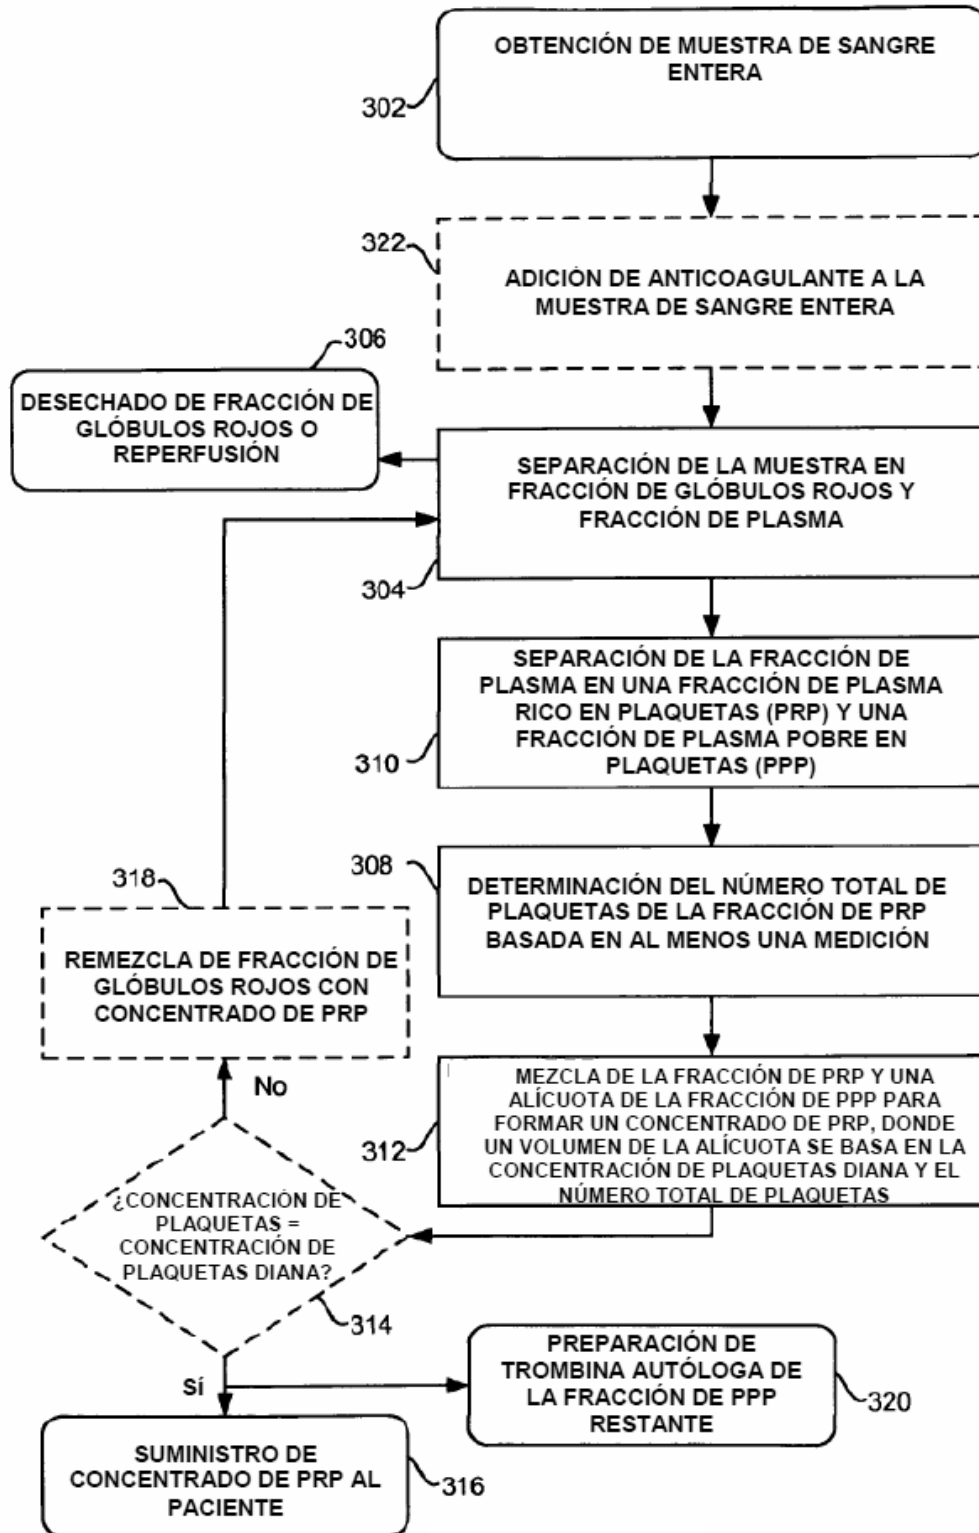 OBTENCIÓN DE MUESTRA DE SANGRE
ENTERA
302
322
ADICIÓN DE ANTICOAGULANTE A LA
MUESTRA DE SANGRE ENTERA
306
DESECHADO DE FRACCIÓN DE
GLÓBULOS ROJOS O
REPERFUSIÓN
SEPARACIÓN DE LA MUESTRA EN
FRACCIÓN DE GLÓBULOS ROJOS Y
FRACCIÓN DE PLASMA
304
SEPARACIÓN DE LA FRACCIÓN DE
PLASMA EN UNA FRACCIÓN DE PLASMA
RICO EN PLAQUETAS (PRP) Y UNA
FRACCIÓN DE PLASMA POBRE EN
PLAQUETAS (PPP)
310
308
DETERMINACIÓN DEL NÚMERO TOTAL DE
PLAQUETAS DE LA FRACCIÓN DE PRP
BASADA EN AL MENOS UNA MEDICIÓN
318
REMEZCLA DE FRACCIÓN DE
GLÓBULOS ROJOS CON
CONCENTRADO DE PRP
No
MEZCLA DE LA FRACCIÓN DE PRP Y UNA
ALÍCUOTA DE LA FRACCIÓN DE PPP PARA
FORMAR UN CONCENTRADO DE PRP, DONDE
UN VOLUMEN DE LA ALÍCUOTA SE BASA EN LA
CONCENTRACIÓN DE PLAQUETAS DIANA Y EL
NÚMERO TOTAL DE PLAQUETAS
312
¿CONCENTRACIÓN DE
PLAQUETAS =
CONCENTRACIÓN DE
PLAQUETAS DIANA?
314
Sí
PREPARACIÓN DE
TROMBINA AUTÓLOGA DE
LA FRACCIÓN DE PPP
RESTANTE
320
SUMINISTRO DE
CONCENTRADO DE PRP AL
PACIENTE
316